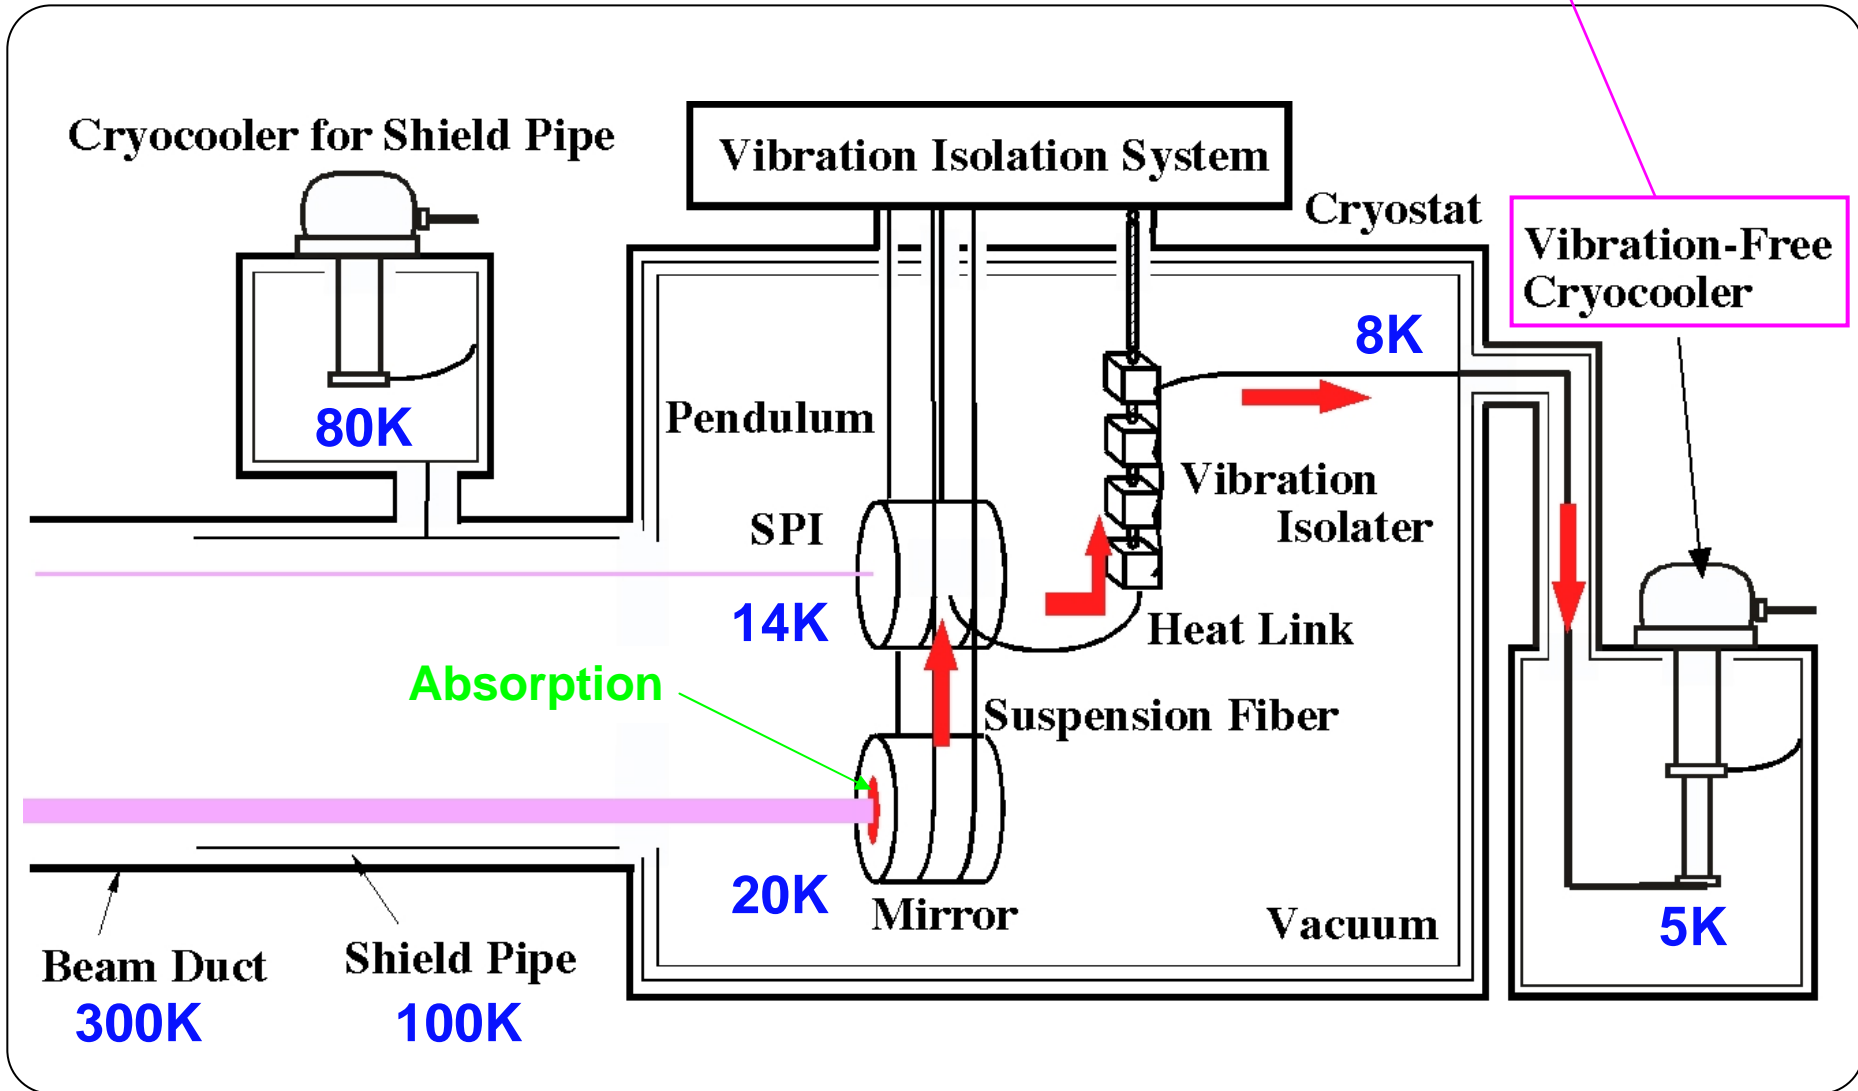 Cryocooler for Shield Pipe
Vibration Isolation System
Cryostat
Vibration-Free
Cryocooler
8K
80K
Pendulum
Vibration
Isolater
SPI
14K
Heat Link
Absorption
Suspension Fiber
20K
Mirror
Vacuum
5K
Beam Duct
300K
Shield Pipe
100K